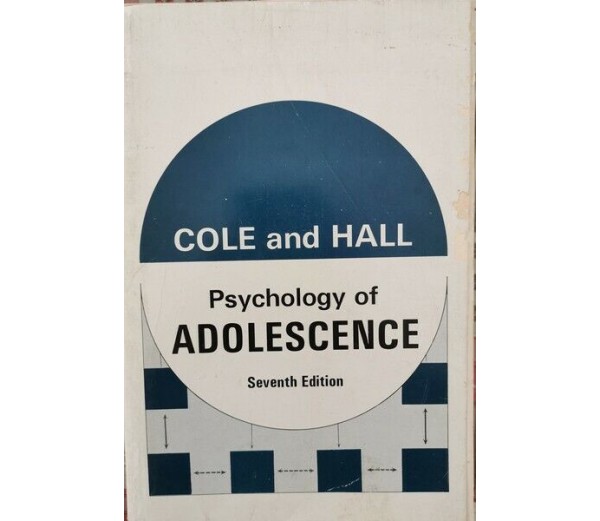 COLE and HALL
Psychology of
ADOLESCENCE
Seventh Edition